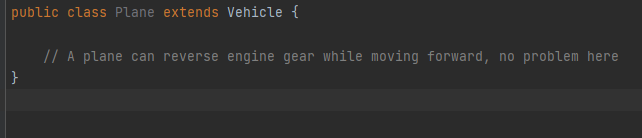 public class Plane extends Vehicle {
// A plane can reverse engine gear while moving forward, no problem here
}